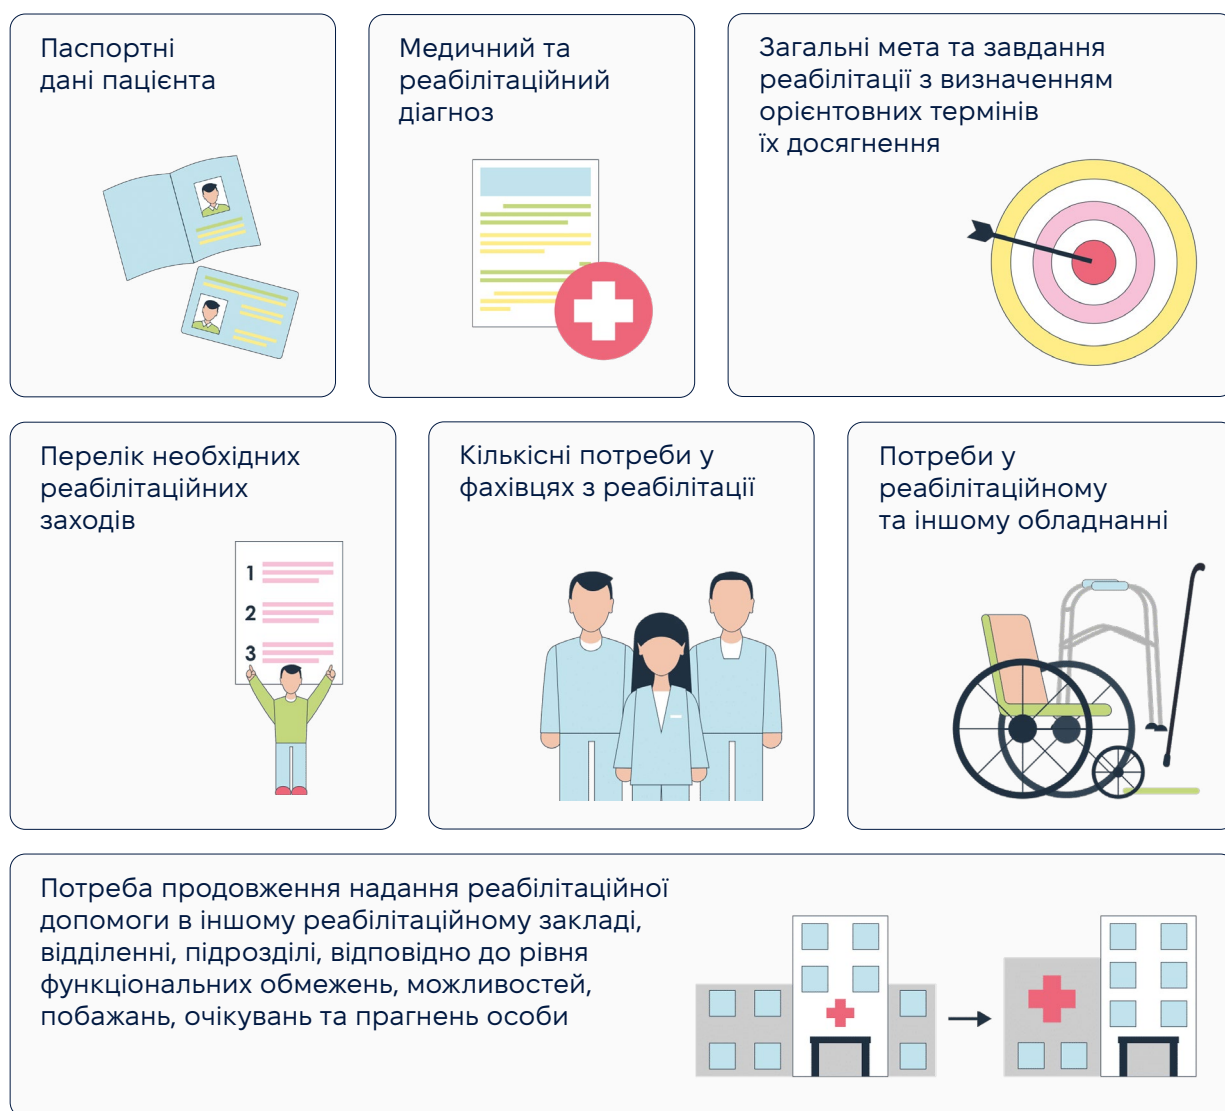 Паспортні
дані пацієнта
Медичний та
реабілітаційний
діагноз
Загальні мета та завдання
реабілітації з визначенням
орієнтовних термінів
їх досягнення
Перелік необхідних
реабілітаційних
заходів
1
2
3
Кількісні потреби у
фахівцях з реабілітації
Потреби у
реабілітаційному
та іншому обладнанні
Потреба продовження надання реабілітаційної
допомоги в іншому реабілітаційному закладі,
відділенні, підрозділі, відповідно до рівня
функціональних обмежень, можливостей,
побажань, очікувань та прагнень особи